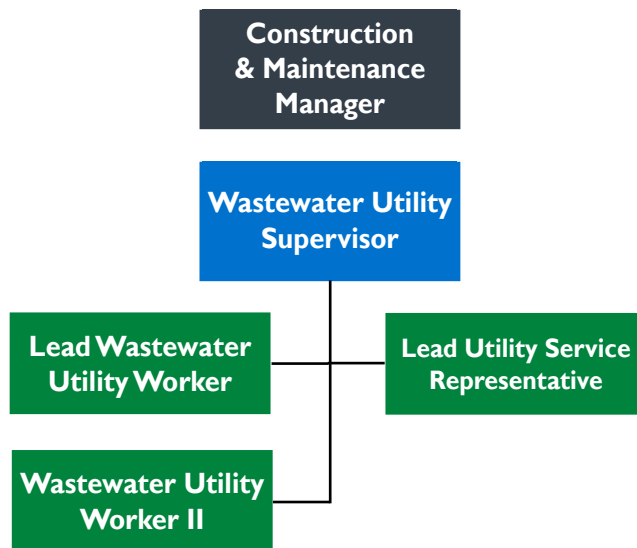 Construction
& Maintenance
Manager
Wastewater Utility
Supervisor
Lead Wastewater
Utility Worker
Lead Utility Service
Representative
Wastewater Utility
Worker II